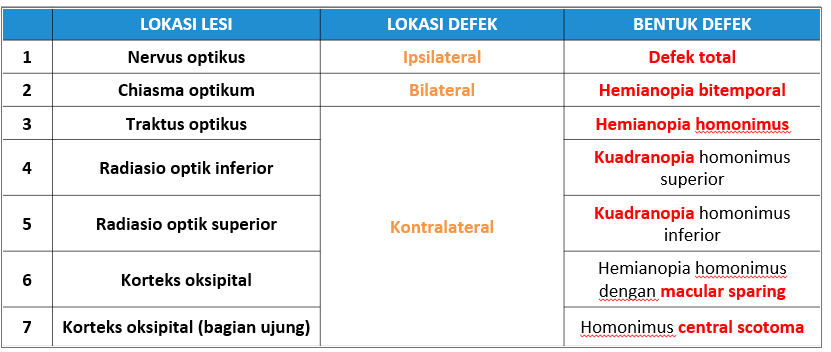 LOKASI LESI LOKASI DEFEK BENTUK DEFEK
1 Nervus optikus Ipsilateral Defek total
2 Chiasma optikum Bilateral Hemianopia bitemporal
3 Traktus optikus Kontralateral Hemianopia homonimus
4 Radiasio optik inferior Kuadranopia homonimus
superior
5 Radiasio optik superior Kuadranopia homonimus
inferior
6 Korteks oksipital Hemianopia homonimus
dengan macular sparing
7 Korteks oksipital (bagian ujung) Homonimus central scotoma